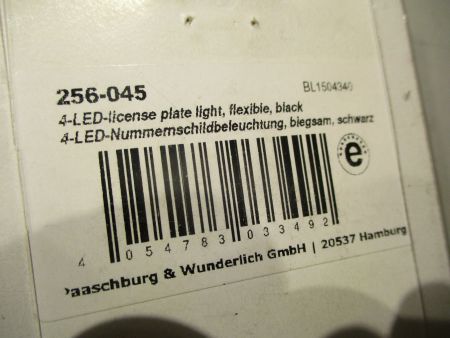 256-045
BL1504340
4-LED-license plate light, flexible, black
4-LED-Nummernschildbeleuchtung, biegsam, schwarz
e
4 054783 033492
Paaschburg & Wunderlich GmbH | 20537 Hamburg